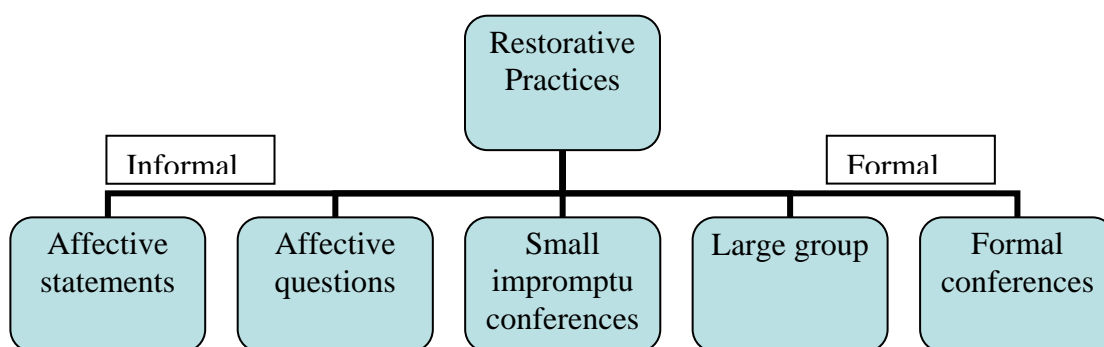 Restorative
Practices
Informal
Formal
Affective
statements
Affective
questions
Small
impromptu
conferences
Large group
Formal
conferences